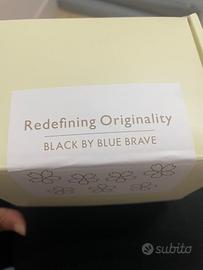 Redefining Originality
BLACK BY BLUE BRAVE
subito